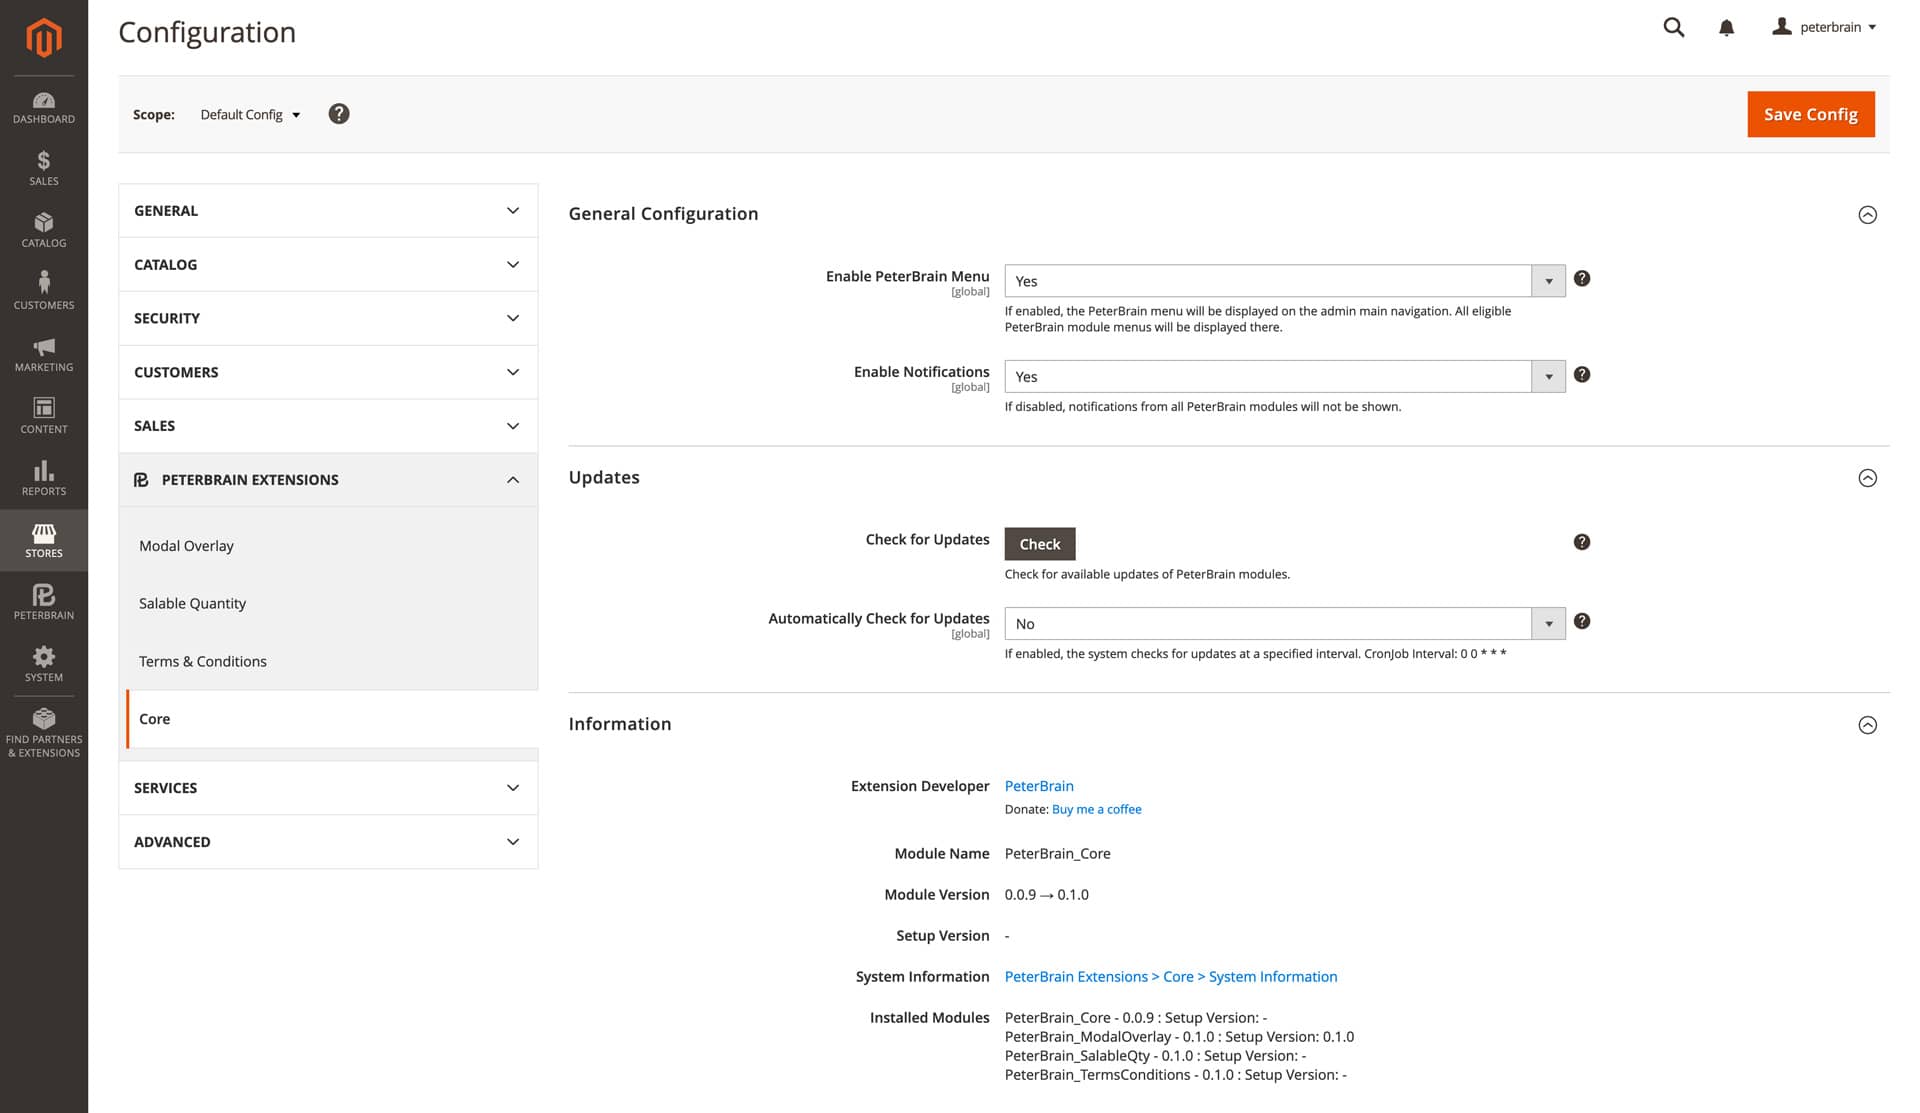 Configuration
peterbrain
DASHBOARD
SALES
CATALOG
CUSTOMERS
MARKETING
CONTENT
REPORTS
STORES
PETERBRAIN
SYSTEM
FIND PARTNERS
& EXTENSIONS
Scope:
Default Config
Save Config
GENERAL
CATALOG
SECURITY
CUSTOMERS
SALES
PETERBRAIN EXTENSIONS
Modal Overlay
Salable Quantity
Terms & Conditions
Core
SERVICES
ADVANCED
General Configuration
Enable PeterBrain Menu
[global]
Yes
If enabled, the PeterBrain menu will be displayed on the admin main navigation. All eligible
PeterBrain module menus will be displayed there.
Enable Notifications
[global]
Yes
If disabled, notifications from all PeterBrain modules will not be shown.
Updates
Check for Updates
Check
Check for available updates of PeterBrain modules.
Automatically Check for Updates
[global]
No
If enabled, the system checks for updates at a specified interval. CronJob Interval: 0 0 * * *
Information
Extension Developer
PeterBrain
Donate: Buy me a coffee
Module Name
PeterBrain_Core
Module Version
0.0.9 → 0.1.0
Setup Version
-
System Information
PeterBrain Extensions > Core > System Information
Installed Modules
PeterBrain_Core - 0.0.9 : Setup Version: -
PeterBrain_ModalOverlay - 0.1.0 : Setup Version: 0.1.0
PeterBrain_SalableQty - 0.1.0 : Setup Version: -
PeterBrain_TermsConditions - 0.1.0 : Setup Version: -